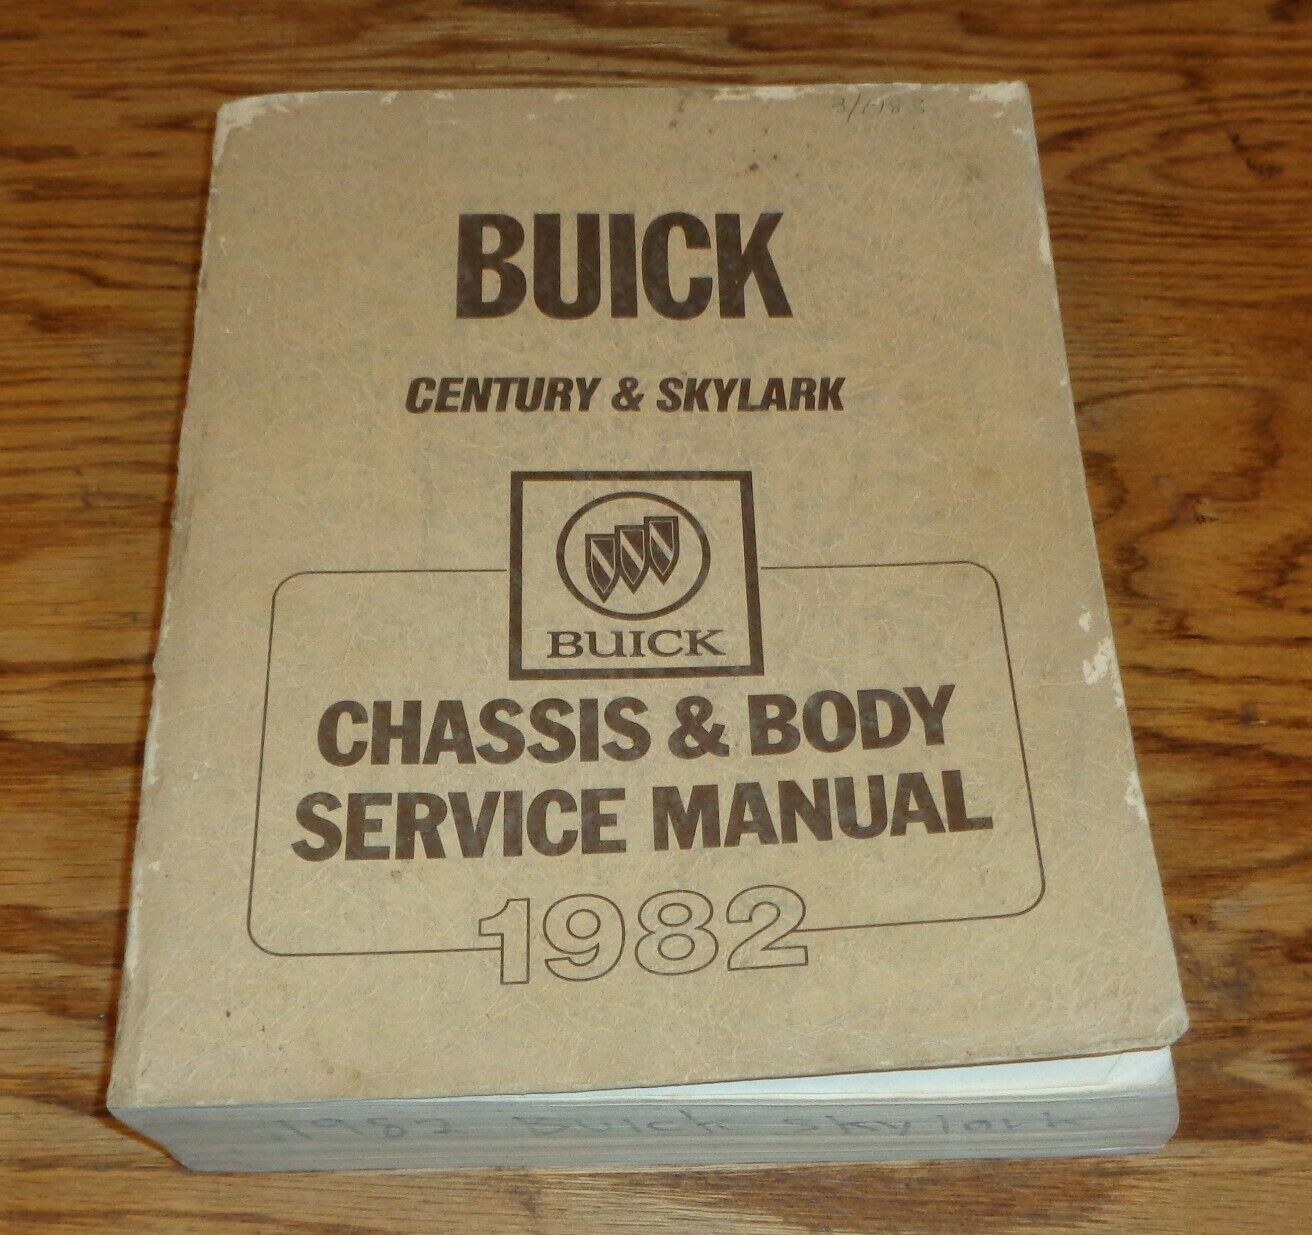 BUICK
CENTURY & SKYLARK
BUICK
CHASSIS & BODY
SERVICE MANUAL
1982
1982 Buick Skylark